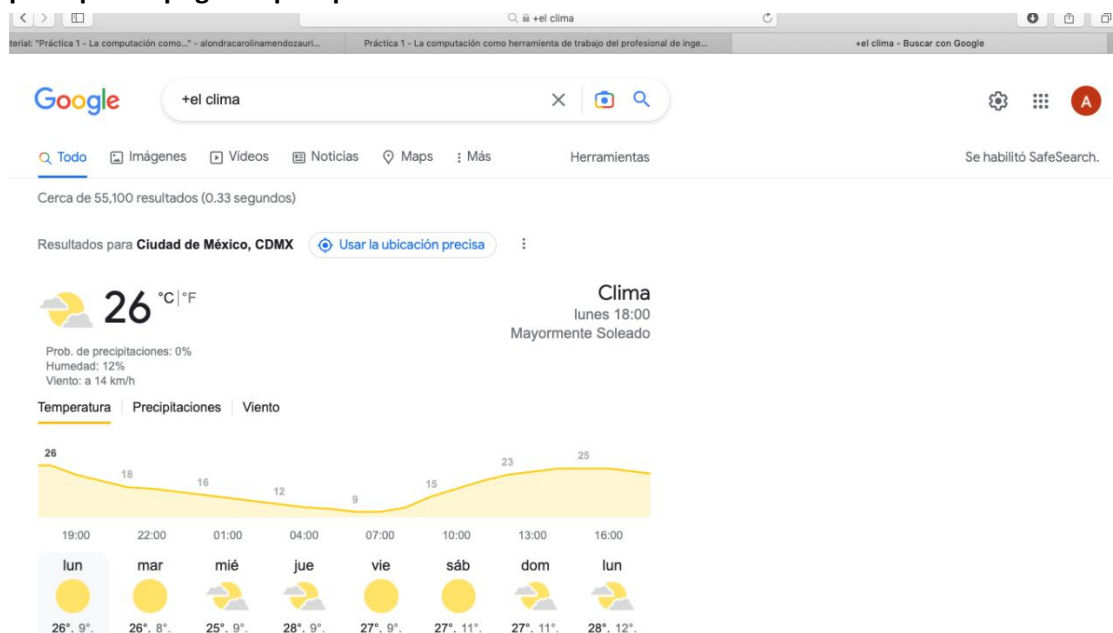 +el clima
terial: "Práctica 1 - La computación como..." - alondracarolinamendozauri...
Práctica 1 - La computación como herramienta de trabajo del profesional de inge...
+el clima - Buscar con Google
Google
+el clima
A
Todo Imágenes Videos Noticias Maps Más Herramientas
Se habilitó SafeSearch.
Cerca de 55,100 resultados (0.33 segundos)
Resultados para Ciudad de México, CDMX Usar la ubicación precisa
26 °C | °F
Clima
lunes 18:00
Mayormente Soleado
Prob. de precipitaciones: 0%
Humedad: 12%
Viento: a 14 km/h
Temperatura Precipitaciones Viento
26 18 16 12 9 15 23 25
19:00 22:00 01:00 04:00 07:00 10:00 13:00 16:00
lun mar mié jue vie sáb dom lun
26°. 9°. 26°. 8°. 25°. 9°. 28°. 9°. 27°. 9°. 27°. 11°. 27°. 11°. 28°. 12°.